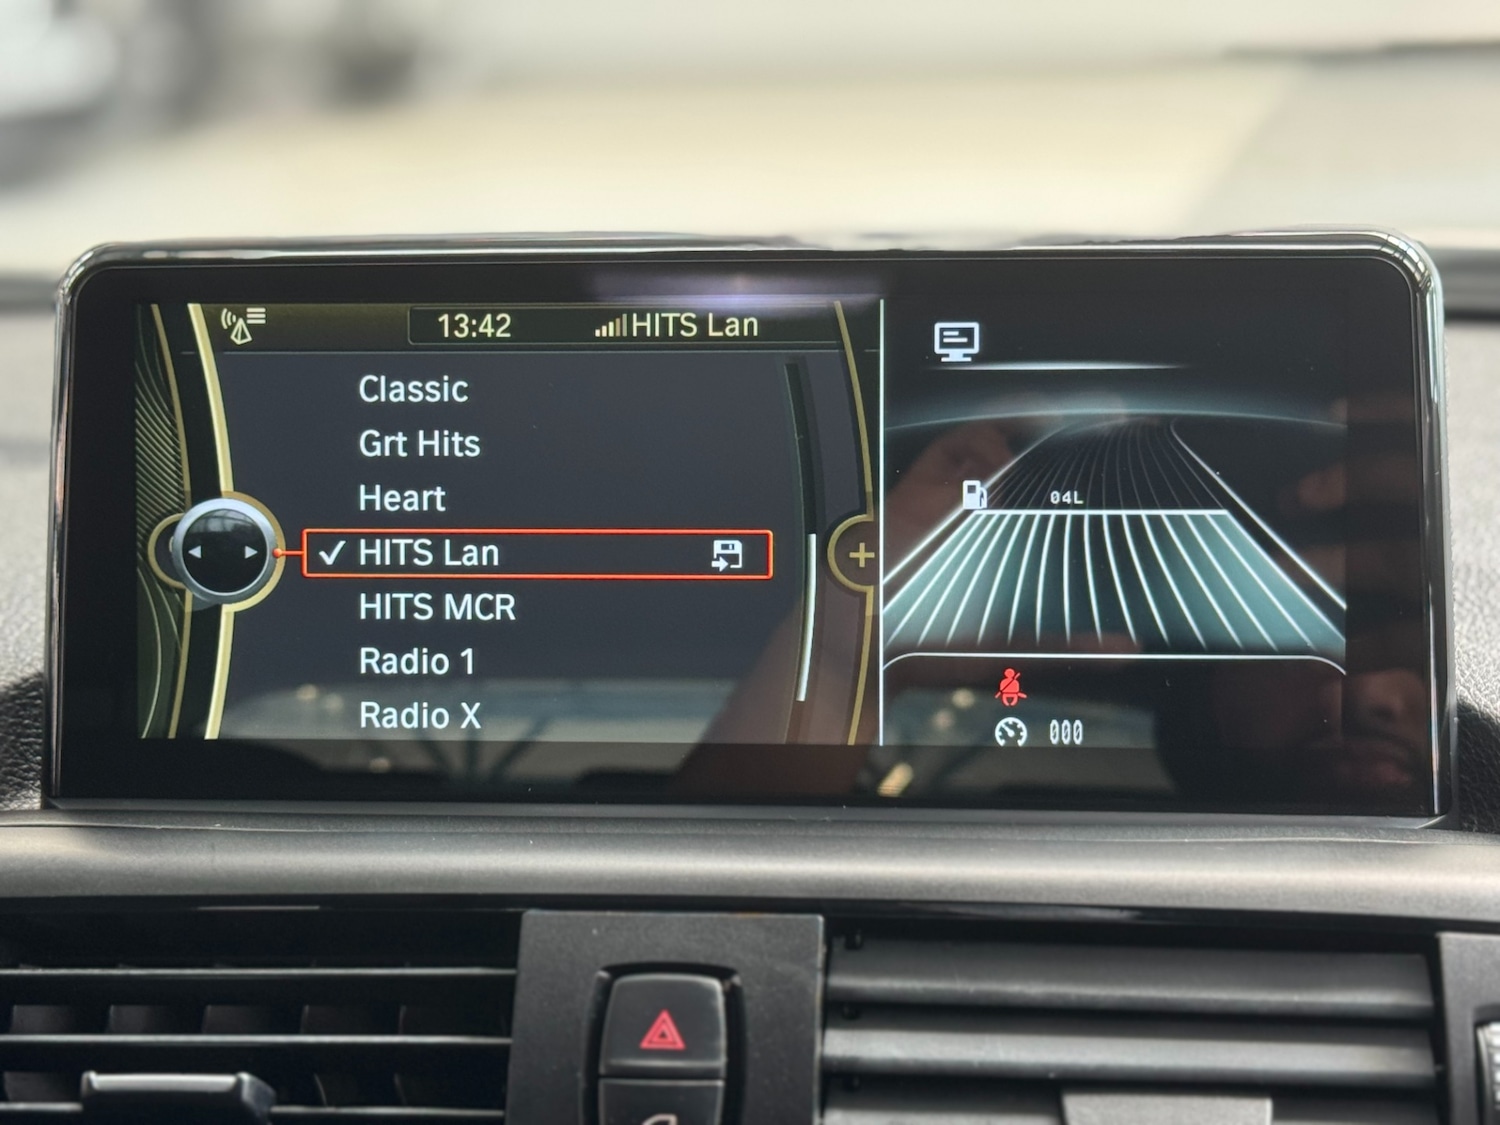 13:42 HITS Lan
Classic
Grt Hits
Heart
HITS Lan
HITS MCR
Radio 1
Radio X
04L
000